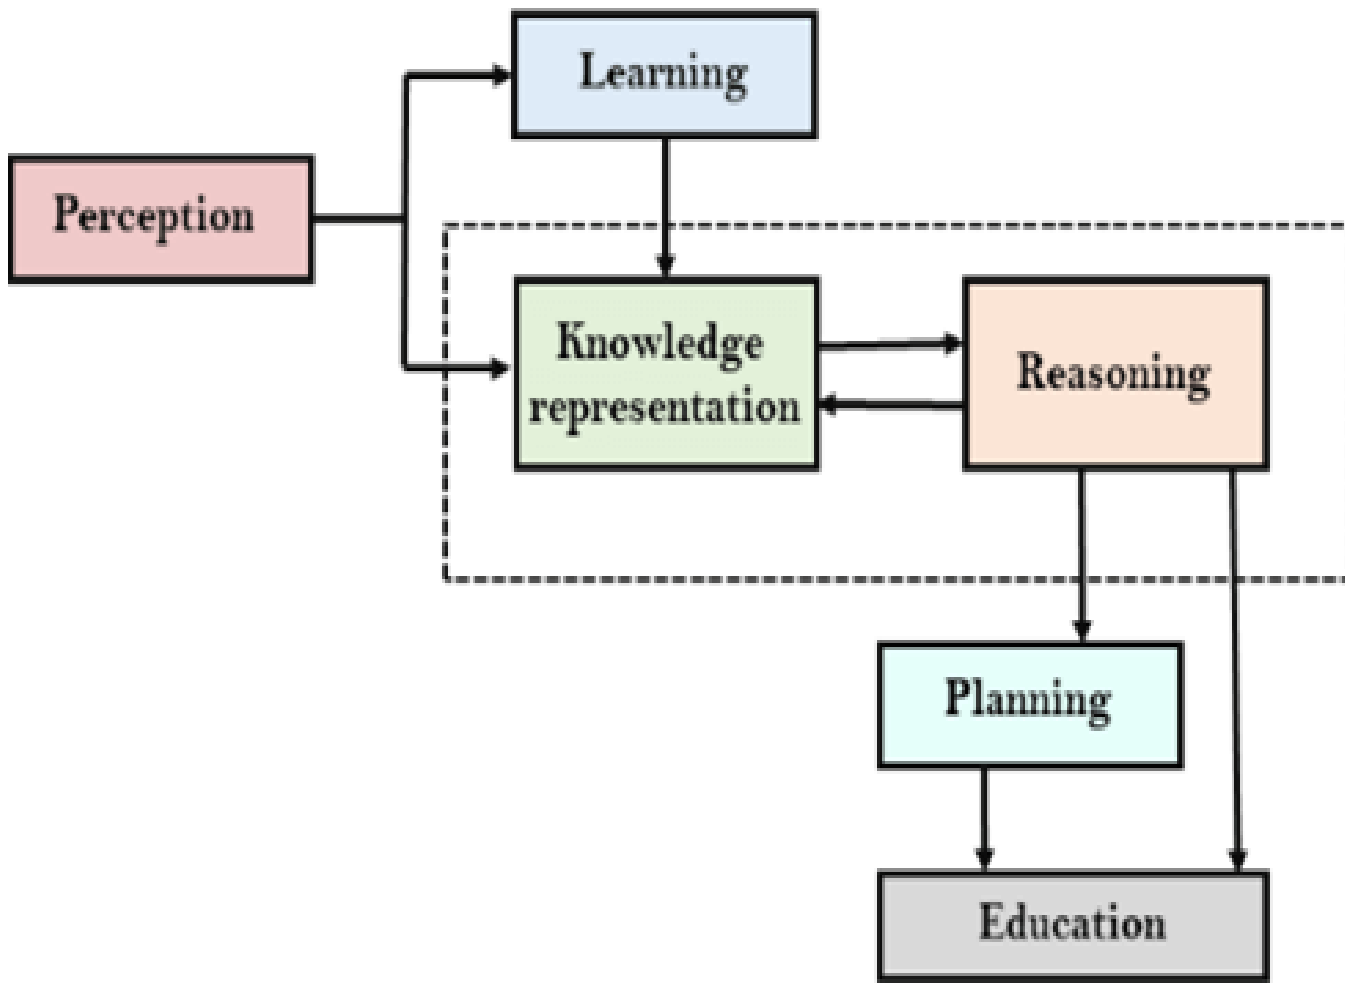 Learning
Perception
Knowledge
representation
Reasoning
Planning
Education